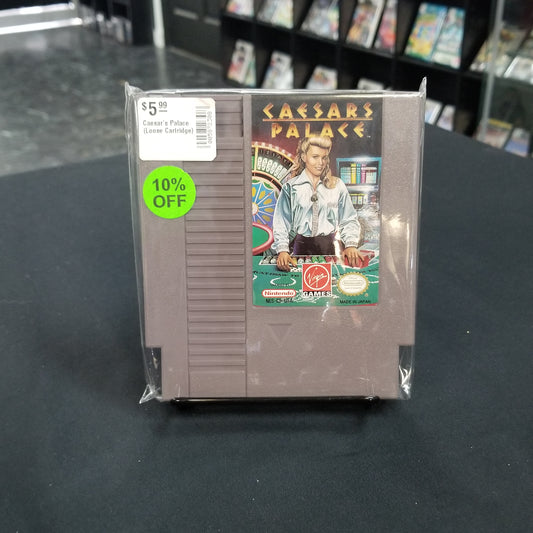 $5.99
Caesar's Palace
(Loose Cartridge)
10%
OFF
CAESARS
PALACE
Virgin
GAMES
Nintendo
MADE IN JAPAN